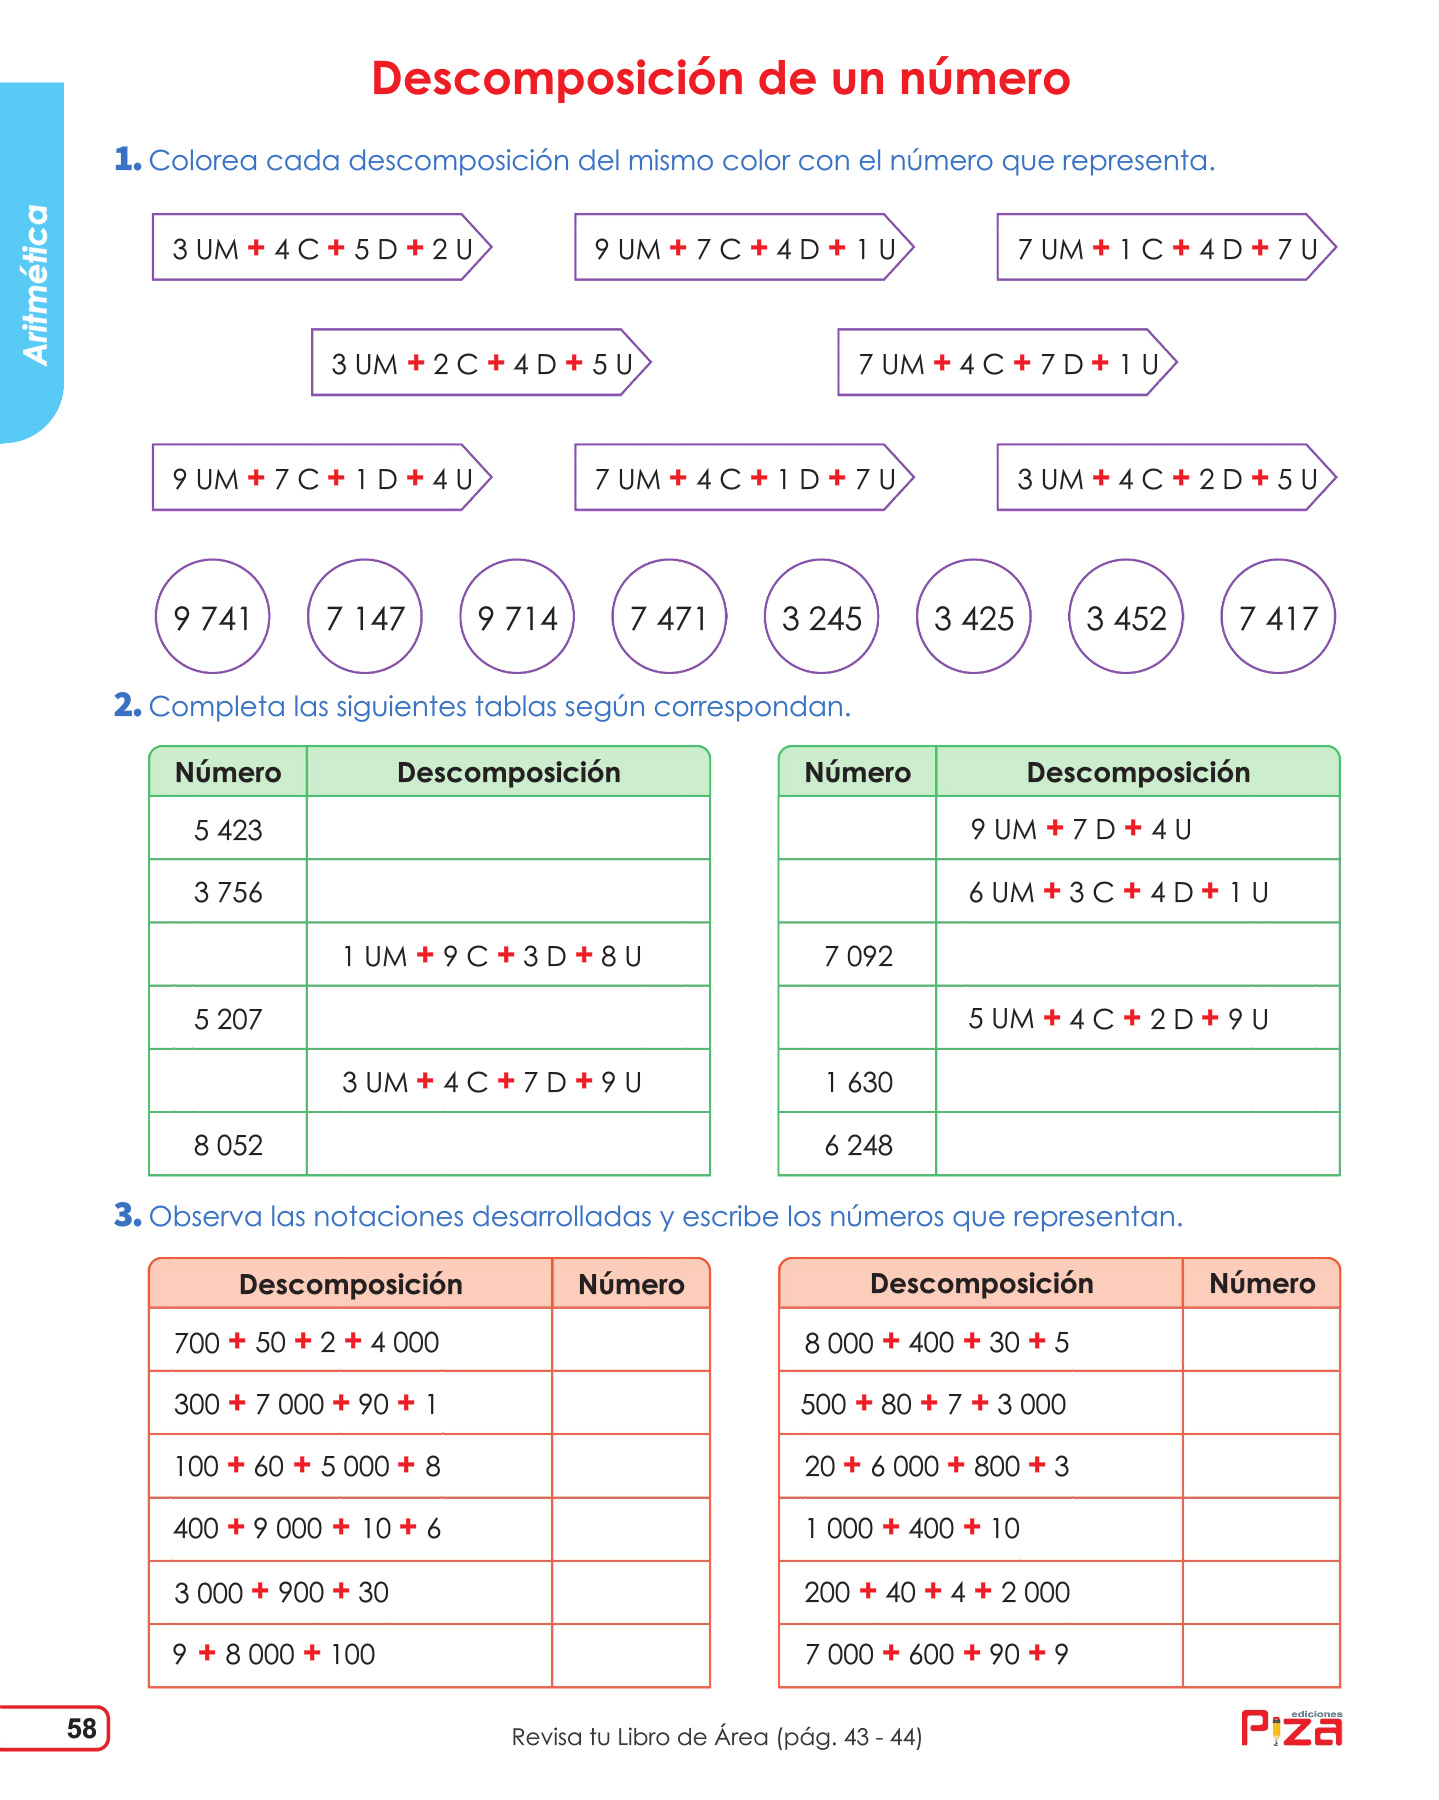 Descomposición de un número
Aritmética
1. Colorea cada descomposición del mismo color con el número que representa.
3 UM + 4 C + 5 D + 2 U
9 UM + 7 C + 4 D + 1 U
7 UM + 1 C + 4 D + 7 U
3 UM + 2 C + 4 D + 5 U
7 UM + 4 C + 7 D + 1 U
9 UM + 7 C + 1 D + 4 U
7 UM + 4 C + 1 D + 7 U
3 UM + 4 C + 2 D + 5 U
9 741 7 147 9 714 7 471 3 245 3 425 3 452 7 417
2. Completa las siguientes tablas según correspondan.
Número Descomposición
5 423
3 756
1 UM + 9 C + 3 D + 8 U
5 207
3 UM + 4 C + 7 D + 9 U
8 052
Número Descomposición
9 UM + 7 D + 4 U
6 UM + 3 C + 4 D + 1 U
7 092
5 UM + 4 C + 2 D + 9 U
1 630
6 248
3. Observa las notaciones desarrolladas y escribe los números que representan.
Descomposición Número
700 + 50 + 2 + 4 000
300 + 7 000 + 90 + 1
100 + 60 + 5 000 + 8
400 + 9 000 + 10 + 6
3 000 + 900 + 30
9 + 8 000 + 100
Descomposición Número
8 000 + 400 + 30 + 5
500 + 80 + 7 + 3 000
20 + 6 000 + 800 + 3
1 000 + 400 + 10
200 + 40 + 4 + 2 000
7 000 + 600 + 90 + 9
58
Revisa tu Libro de Área (pág. 43 - 44)
ediciones
Piza